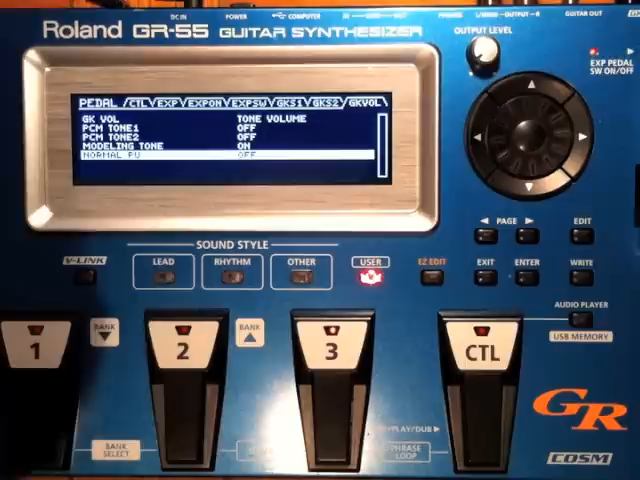 DC IN POWER COMPUTER PHONES OUTPUT GUITAR OUT
Roland GR-55 GUITAR SYNTHESIZER
OUTPUT LEVEL
EXP PEDAL
SW ON/OFF
PEDAL /CTL\/EXP\/EXPON\/EXPSW\/GKS1\/GKS2\/GKVOL\
GK VOL TONE VOLUME
PCM TONE1 OFF
PCM TONE2 OFF
MODELING TONE ON
NORMAL PU OFF
PAGE EDIT
SOUND STYLE
V-LINK LEAD RHYTHM OTHER USER EZ EDIT EXIT ENTER WRITE
AUDIO PLAYER
USB MEMORY
1 BANK 2 BANK 3 CTL
GR
/PLAY/DUB
BANK
SELECT
PHRASE
LOOP
COSM